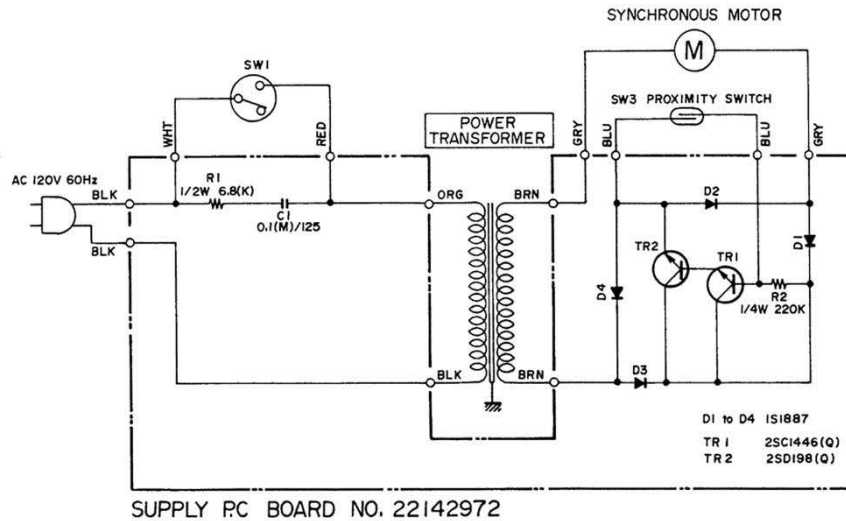 SYNCHRONOUS MOTOR
M
SW1
SW3 PROXIMITY SWITCH
POWER
TRANSFORMER
WHT
RED
GRY
BLU
BLU
GRY
AC 120V 60Hz
BLK
R1
1/2W 6.8(K)
C1
0.1(M)/125
ORG
BRN
D2
BLK
TR2
TR1
D1
D4
R2
1/4W 220K
BLK
BRN
D3
D1 to D4 1S1887
TR1 2SC1446(Q)
TR2 2SD198(Q)
SUPPLY P.C BOARD NO. 22142972